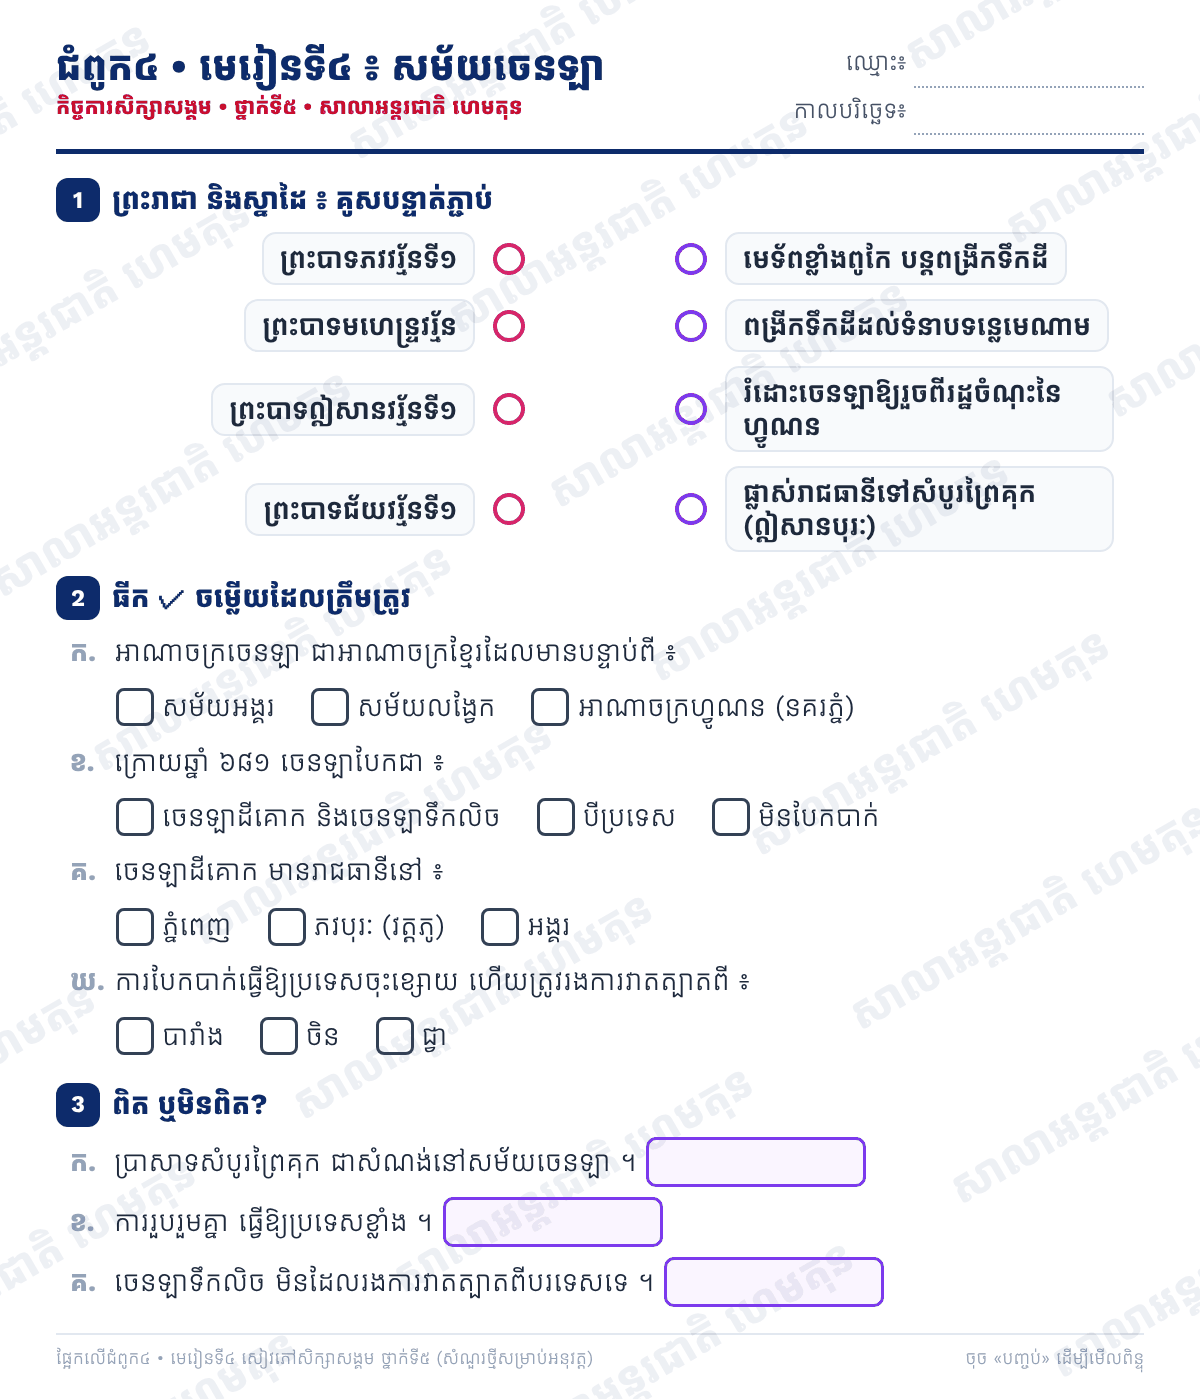 ជំពូក៤ • មេរៀនទី៤ ៖ សម័យចេនឡា
កិច្ចការសិក្សាសង្គម • ថ្នាក់ទី៥ • សាលាអន្តរជាតិ ហេមតុន
ឈ្មោះ៖
កាលបរិច្ឆេទ៖
1 ព្រះរាជា និងស្នាដៃ ៖ គូសបន្ទាត់ភ្ជាប់
ព្រះបាទភវវរ្ម័នទី១ មេទ័ពខ្លាំងពូកែ បន្តពង្រីកទឹកដី
ព្រះបាទមហេន្ទ្រវរ្ម័ន ពង្រីកទឹកដីដល់ទំនាបទន្លេមេណាម
ព្រះបាទឦសានវរ្ម័នទី១ រំដោះចេនឡាឱ្យរួចពីរដ្ឋចំណុះនៃ
ហ្វូណន
ព្រះបាទជ័យវរ្ម័នទី១ ផ្លាស់រាជធានីទៅសំបូរព្រៃគុក
(ឦសានបុរៈ)
2 ធីក ✓ ចម្លើយដែលត្រឹមត្រូវ
ក. អាណាចក្រចេនឡា ជាអាណាចក្រខ្មែរដែលមានបន្ទាប់ពី ៖
សម័យអង្គរ សម័យលង្វែក អាណាចក្រហ្វូណន (នគរភ្នំ)
ខ. ក្រោយឆ្នាំ ៦៨១ ចេនឡាបែកជា ៖
ចេនឡាដីគោក និងចេនឡាទឹកលិច បីប្រទេស មិនបែកបាក់
គ. ចេនឡាដីគោក មានរាជធានីនៅ ៖
ភ្នំពេញ ភវបុរៈ (វត្តភូ) អង្គរ
ឃ. ការបែកបាក់ធ្វើឱ្យប្រទេសចុះខ្សោយ ហើយត្រូវរងការវាតត្បាតពី ៖
បារាំង ចិន ជ្វា
3 ពិត ឬមិនពិត?
ក. ប្រាសាទសំបូរព្រៃគុក ជាសំណង់នៅសម័យចេនឡា ។
ខ. ការរួបរួមគ្នា ធ្វើឱ្យប្រទេសខ្លាំង ។
គ. ចេនឡាទឹកលិច មិនដែលរងការវាតត្បាតពីបរទេសទេ ។
ផ្អែកលើជំពូក៤ • មេរៀនទី៤ សៀវភៅសិក្សាសង្គម ថ្នាក់ទី៥ (សំណួរថ្មីសម្រាប់អនុវត្ត)
ចុច «បញ្ចប់» ដើម្បីមើលពិន្ទុ